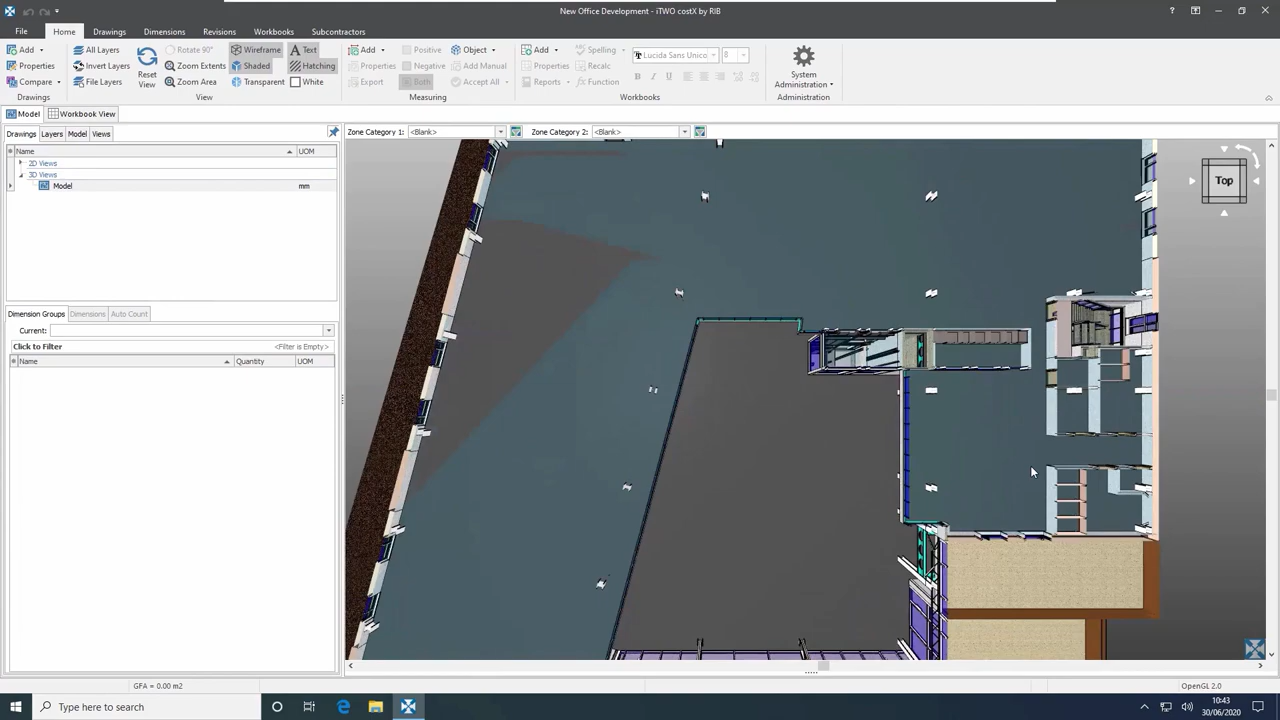 New Office Development - iTWO costX by RIB
File
Home
Drawings
Dimensions
Revisions
Workbooks
Subcontractors
Add
Properties
Compare
Drawings
All Layers
Invert Layers
File Layers
Reset View
Rotate 90°
Zoom Extents
Zoom Area
Wireframe
Shaded
Transparent
Text
Hatching
White
View
Add
Properties
Export
Positive
Negative
Both
Object
Add Manual
Accept All
Measuring
Add
Properties
Reports
Spelling
Recalc
Function
Lucida Sans Unico
8
B I U
Workbooks
System Administration
Administration
Model
Workbook View
Drawings
Layers
Model
Views
Zone Category 1:
<Blank>
Zone Category 2:
<Blank>
Name
UOM
2D Views
3D Views
Model
mm
Top
Dimension Groups
Dimensions
Auto Count
Current:
Click to Filter
<Filter is Empty>
Name
Quantity
UOM
GFA = 0.00 m2
OpenGL 2.0
Type here to search
10:43
30/06/2020